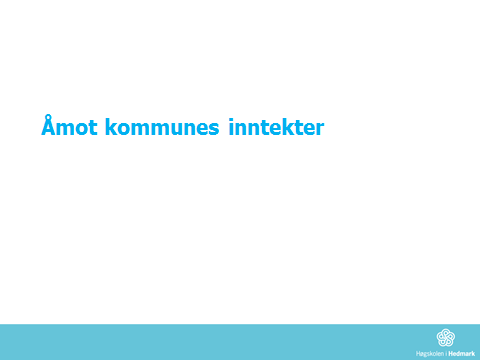 Åmot kommunes inntekter
Høgskolen i Hedmark